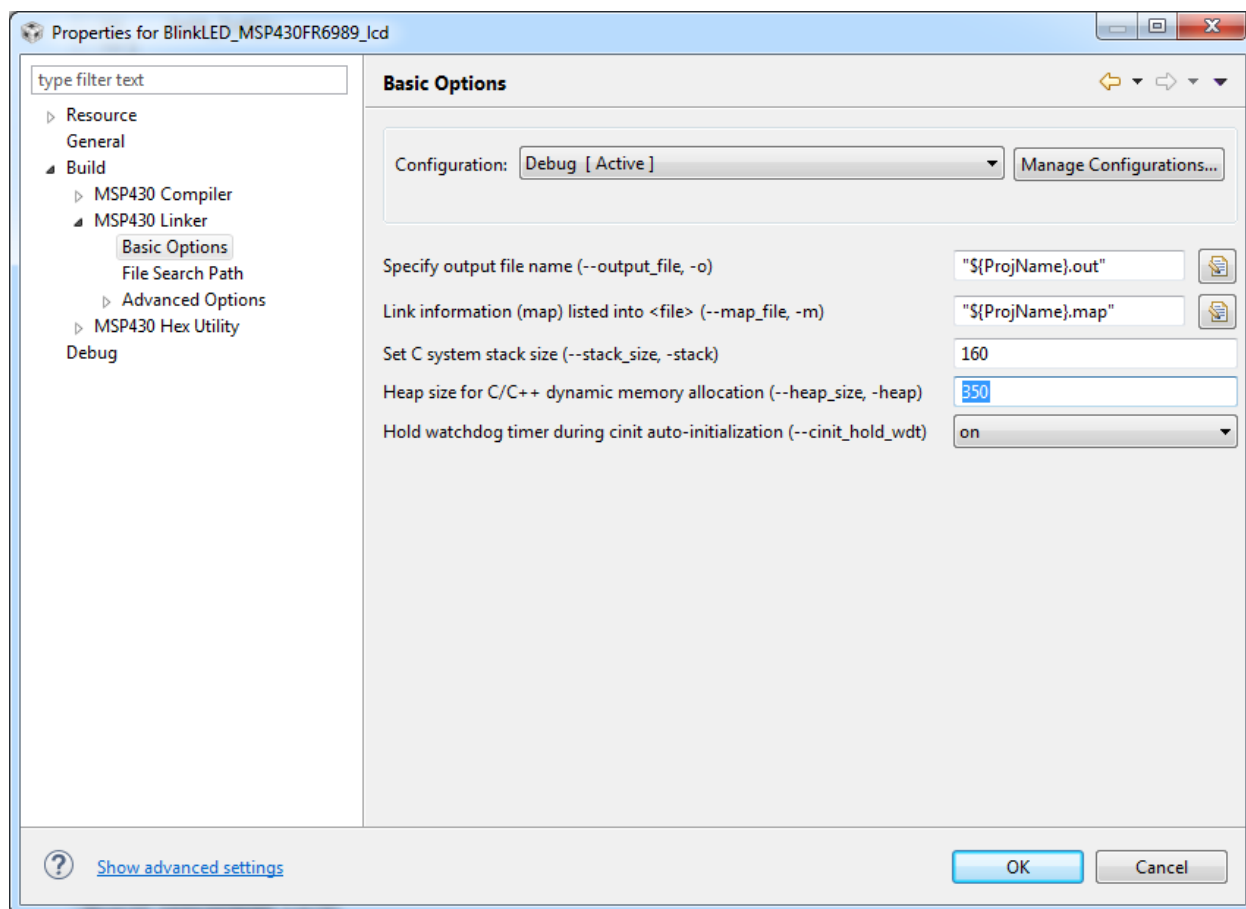 Properties for BlinkLED_MSP430FR6989_lcd
type filter text
Resource
General
Build
MSP430 Compiler
MSP430 Linker
Basic Options
File Search Path
Advanced Options
MSP430 Hex Utility
Debug
Basic Options
Configuration: Debug [ Active ] Manage Configurations...
Specify output file name (--output_file, -o) "${ProjName}.out"
Link information (map) listed into <file> (--map_file, -m) "${ProjName}.map"
Set C system stack size (--stack_size, -stack) 160
Heap size for C/C++ dynamic memory allocation (--heap_size, -heap) 350
Hold watchdog timer during cinit auto-initialization (--cinit_hold_wdt) on
? Show advanced settings OK Cancel